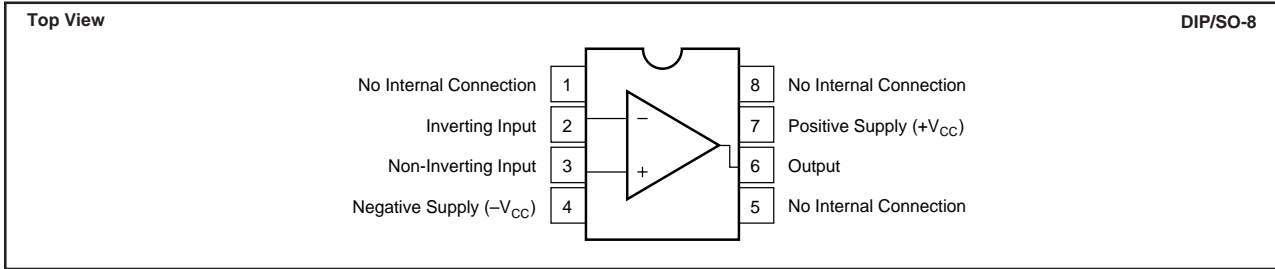 Top View
DIP/SO-8
No Internal Connection 1
8 No Internal Connection
Inverting Input 2
−
7 Positive Supply (+VCC)
Non-Inverting Input 3
+
6 Output
Negative Supply (–VCC) 4
5 No Internal Connection